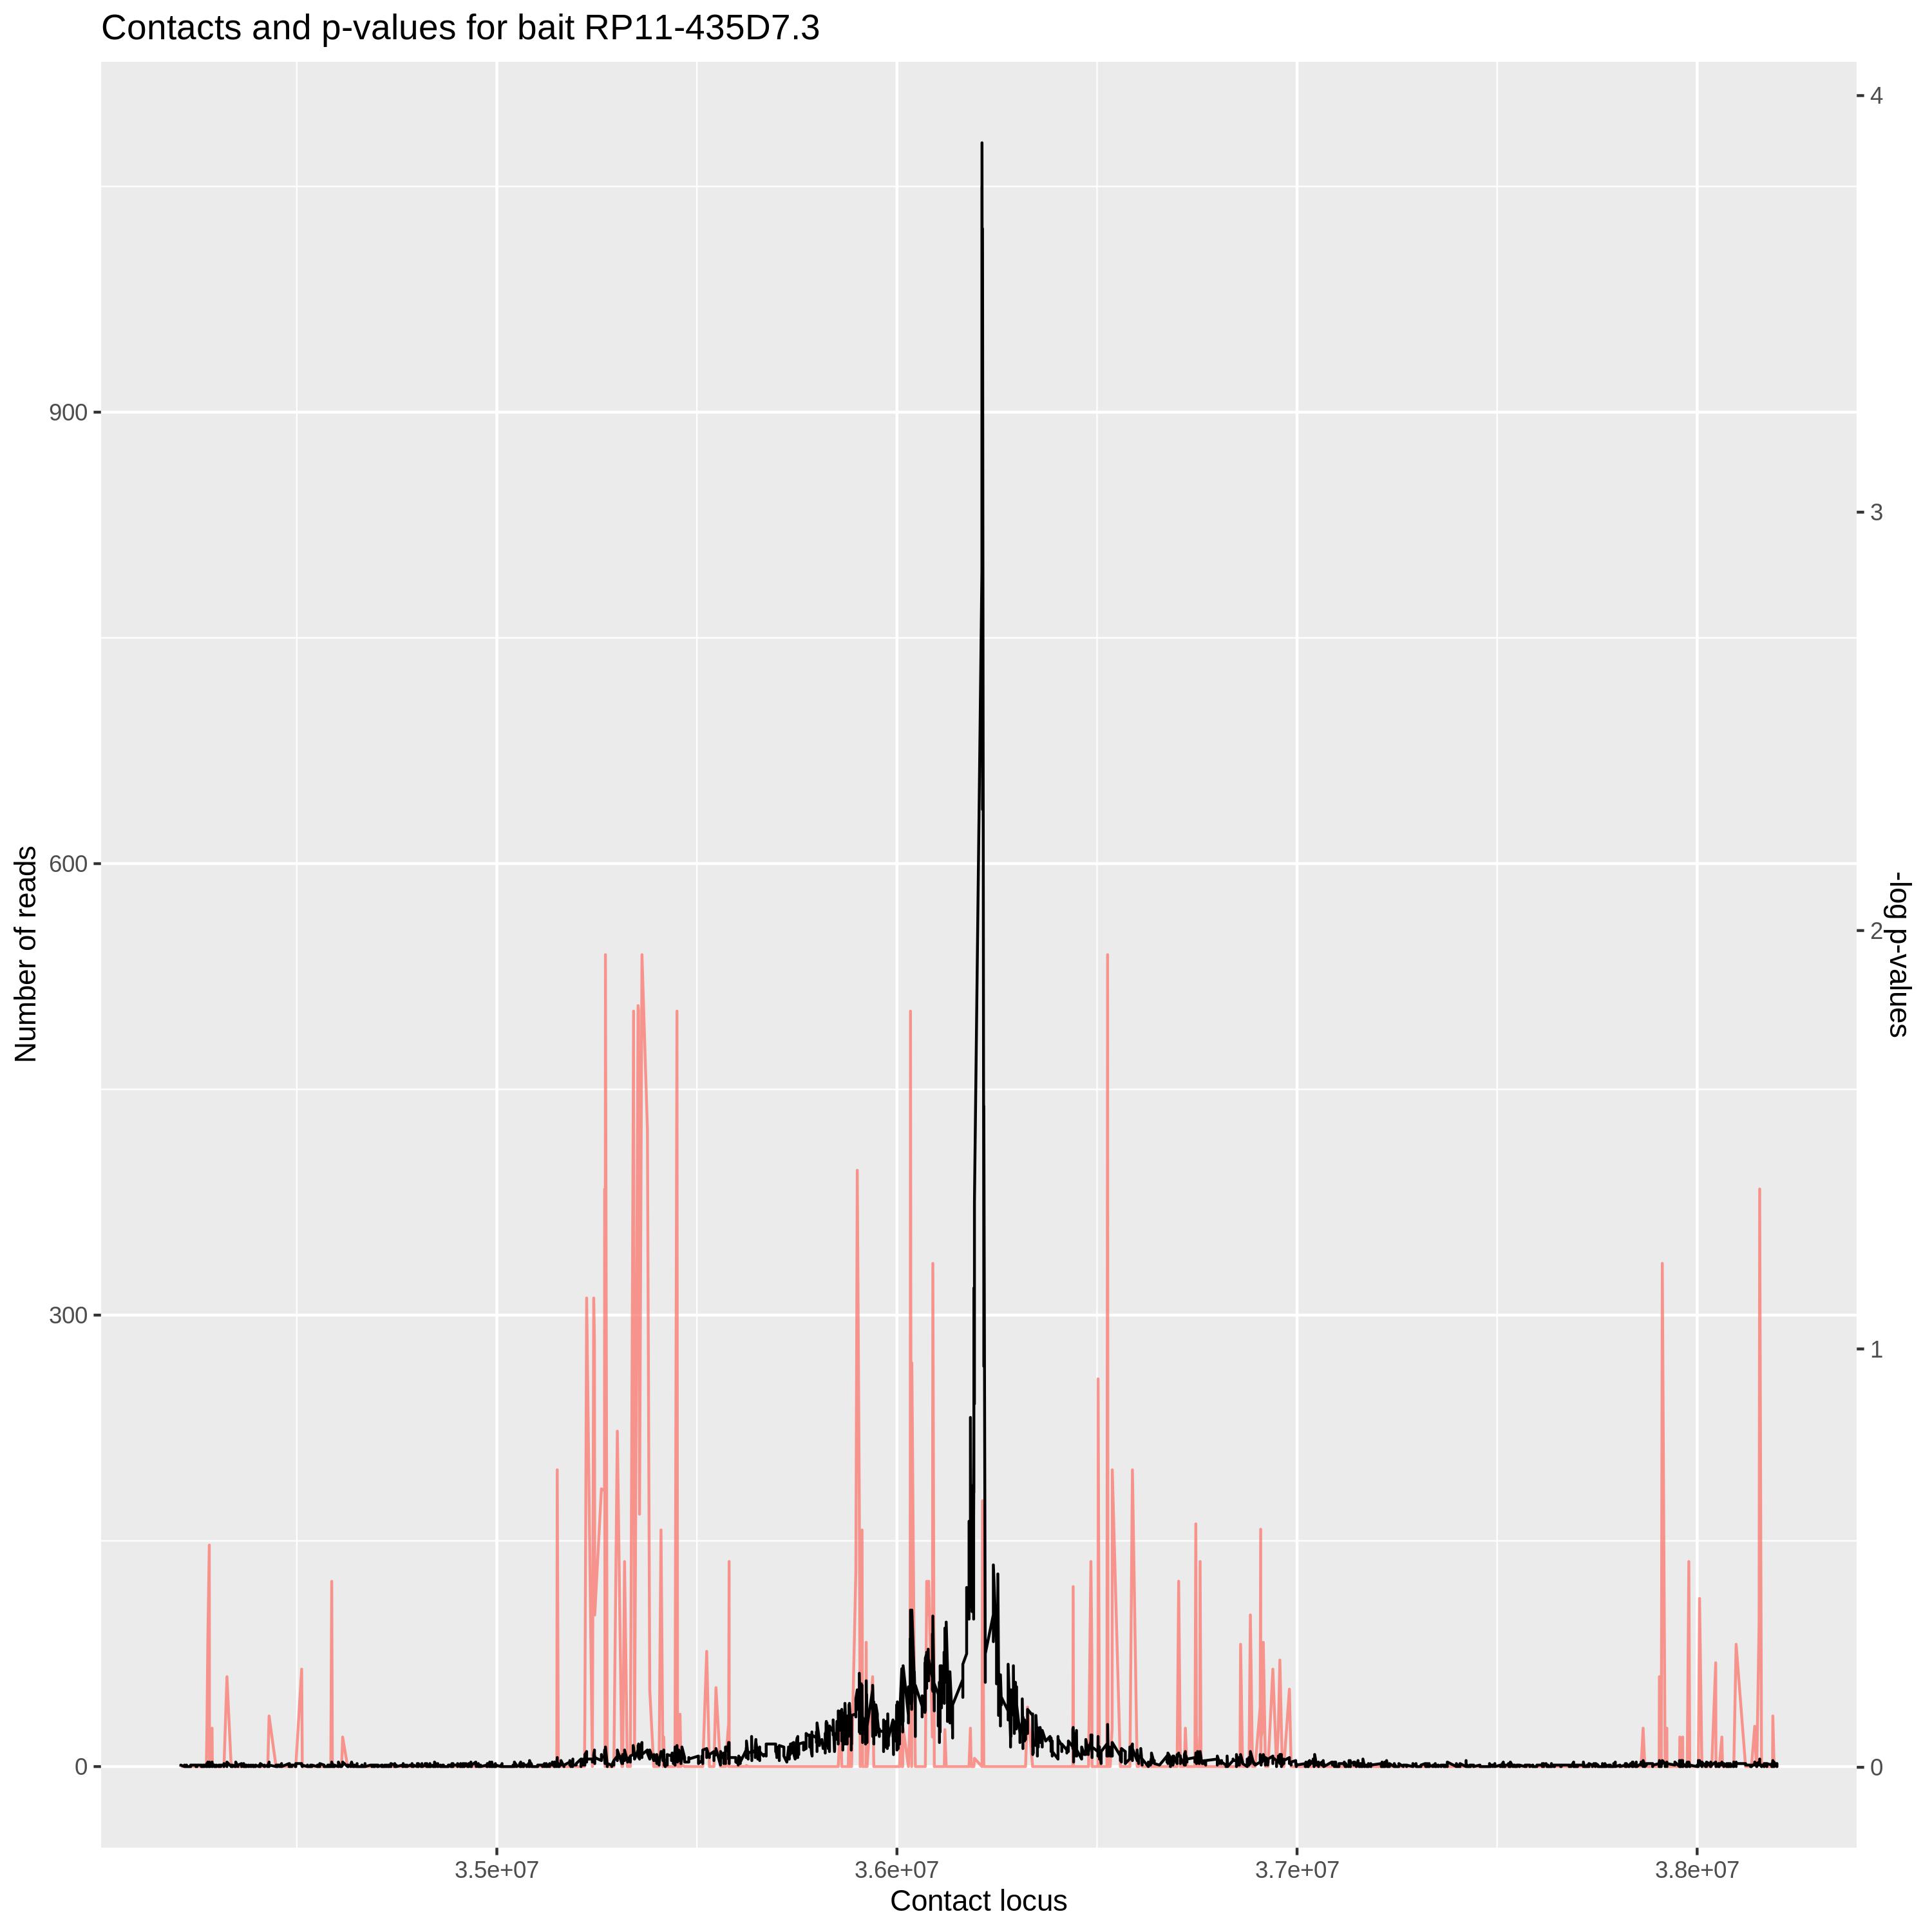 Contacts and p-values for bait RP11-435D7.3
Number of reads
900
600
300
0
4
3
2
1
0
-log p-values
3.5e+07
3.6e+07
3.7e+07
3.8e+07
Contact locus